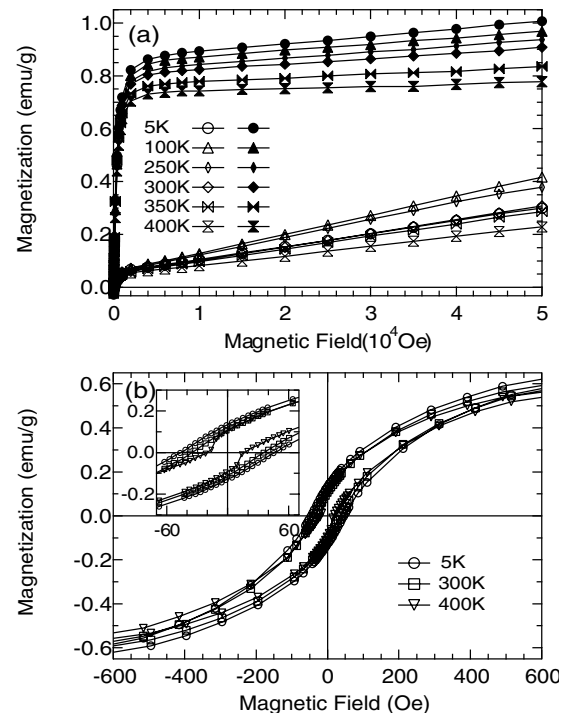 (a)
1.0
0.8
0.6
0.4
0.2
0.0
Magnetization (emu/g)
5K
100K
250K
300K
350K
400K
0 1 2 3 4 5
Magnetic Field(10⁴Oe)
(b)
0.6
0.4
0.2
0.0
-0.2
-0.4
-0.6
Magnetization (emu/g)
0.2
0.0
-0.2
-60 0 60
5K
300K
400K
-600 -400 -200 0 200 400 600
Magnetic Field (Oe)